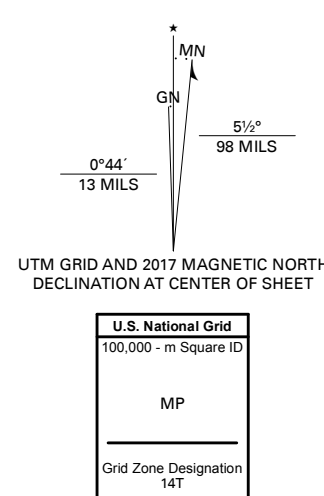 ★
MN
GN
5½°
98 MILS
0°44´
13 MILS
UTM GRID AND 2017 MAGNETIC NORTH
DECLINATION AT CENTER OF SHEET
U.S. National Grid
100,000 - m Square ID
MP
Grid Zone Designation
14T